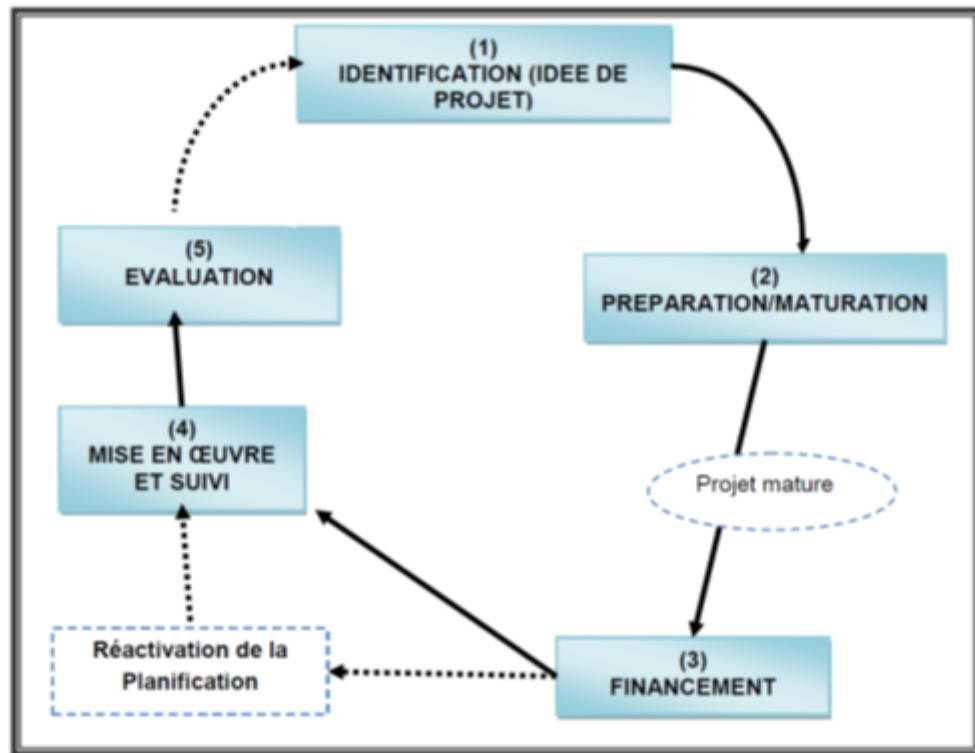 (1)
IDENTIFICATION (IDEE DE
PROJET)
(2)
PREPARATION/MATURATION
Projet mature
(3)
FINANCEMENT
Réactivation de la
Planification
(4)
MISE EN ŒUVRE
ET SUIVI
(5)
EVALUATION